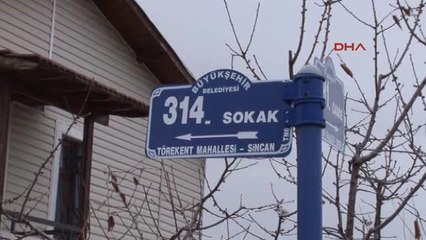 DHA
BÜYÜKŞEHİR
BELEDİYESİ
314. SOKAK
TÖREKENT MAHALLESİ - SİNCAN